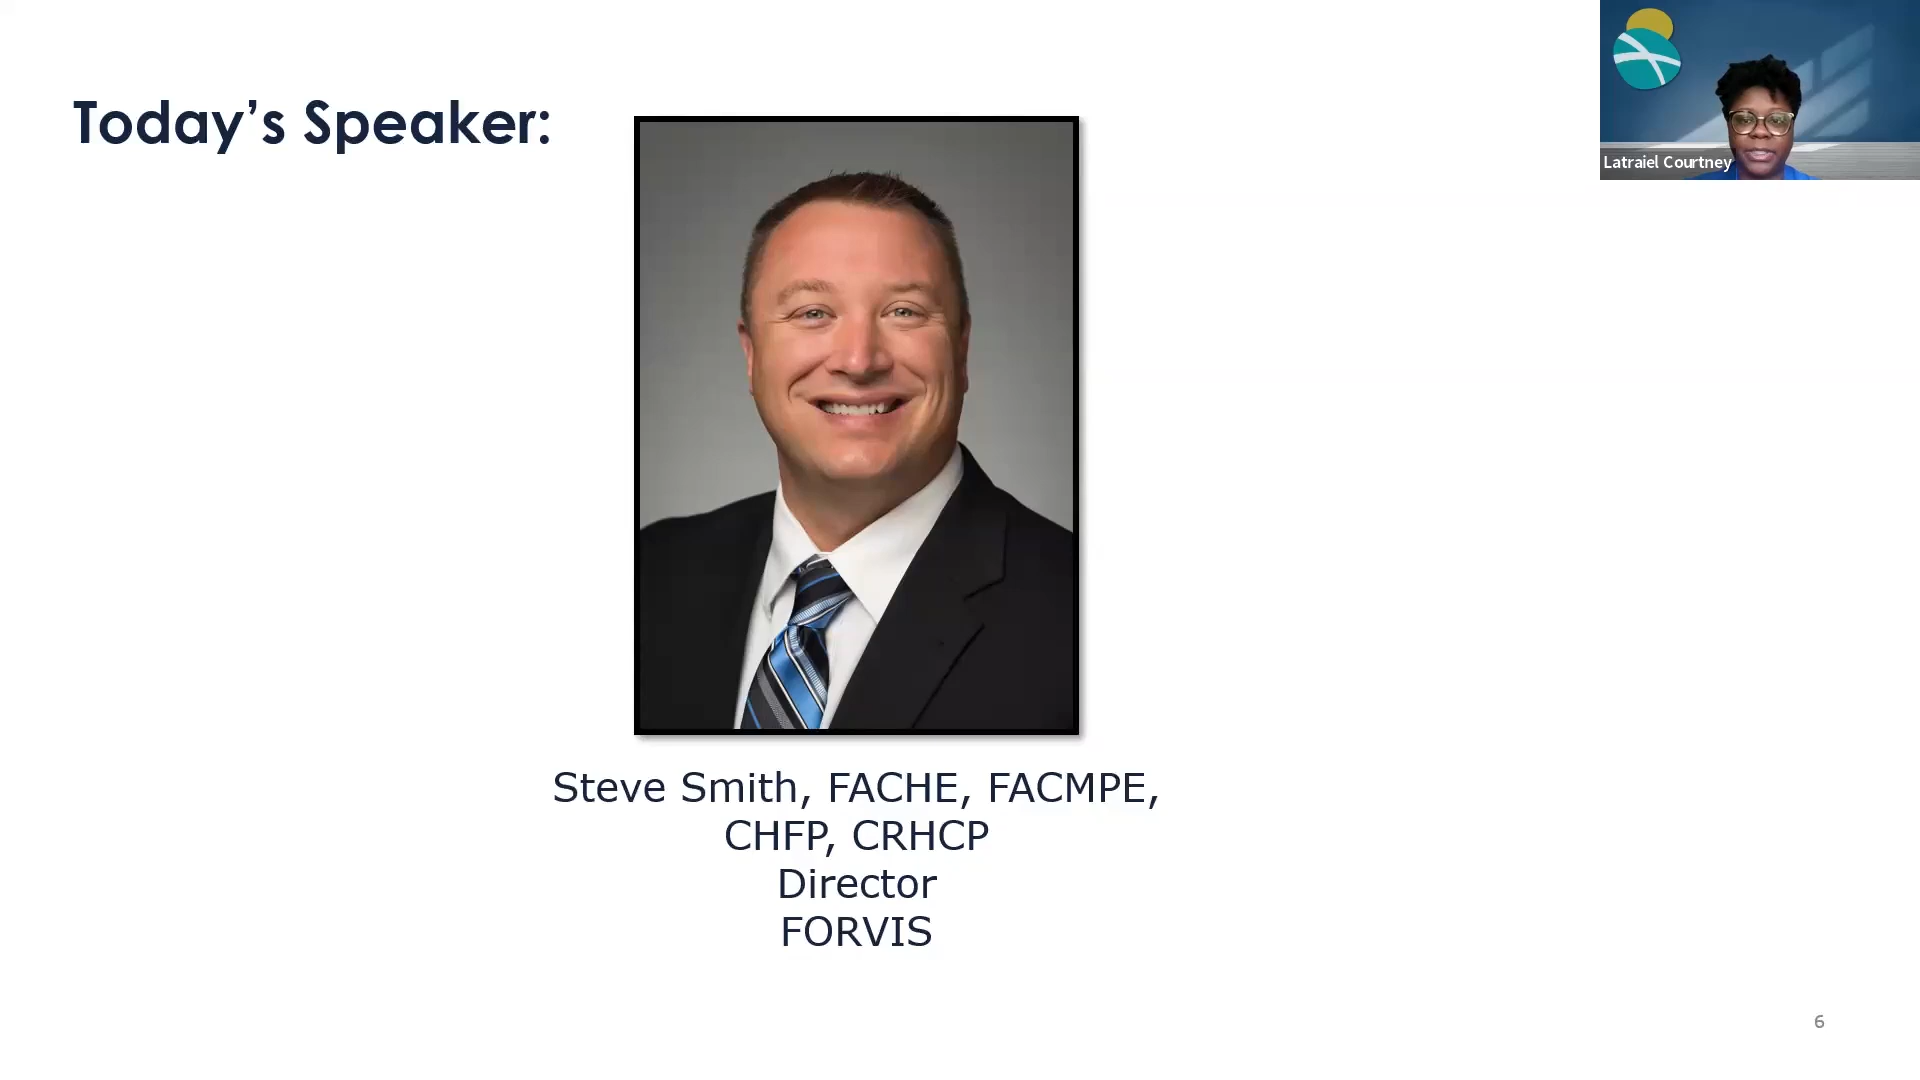 Today’s Speaker:
Latraiel Courtney
Steve Smith, FACHE, FACMPE,
CHFP, CRHCP
Director
FORVIS
6